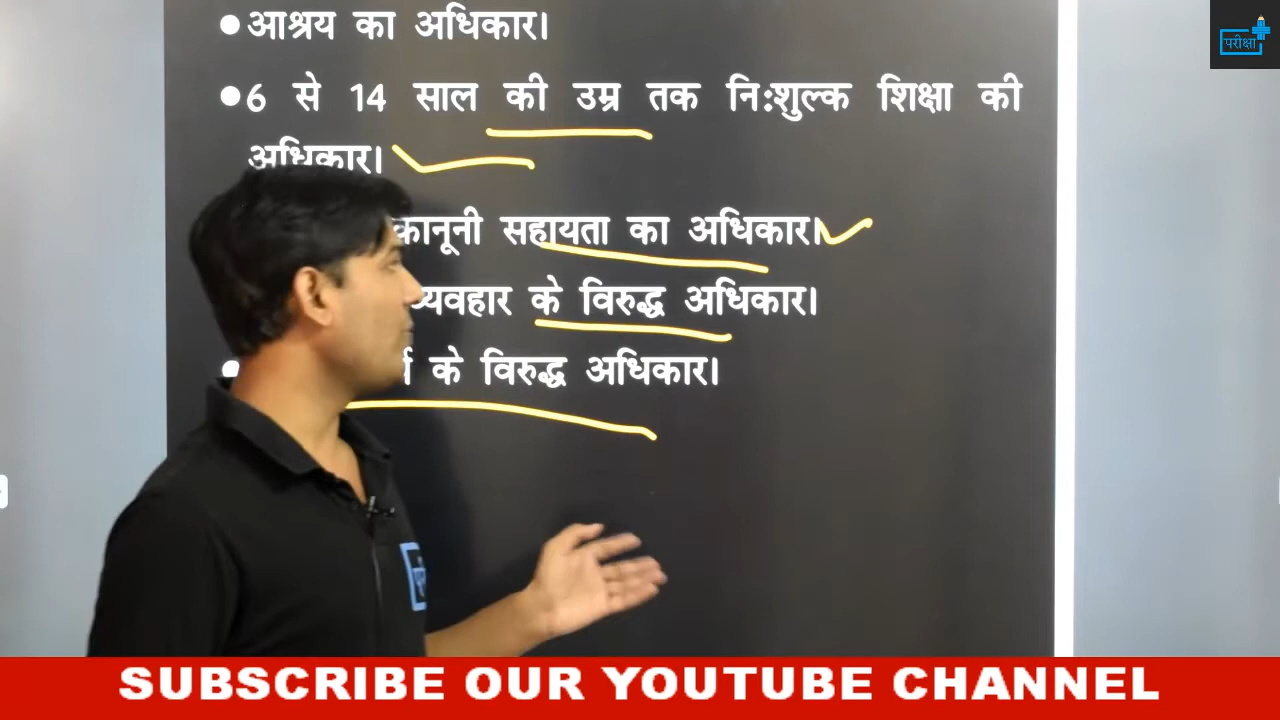 ● आश्रय का अधिकार।
परीक्षा
● 6 से 14 साल की उम्र तक नि:शुल्क शिक्षा की
अधिकार।
कानूनी सहायता का अधिकार।
व्यवहार के विरुद्ध अधिकार।
के विरुद्ध अधिकार।
SUBSCRIBE OUR YOUTUBE CHANNEL